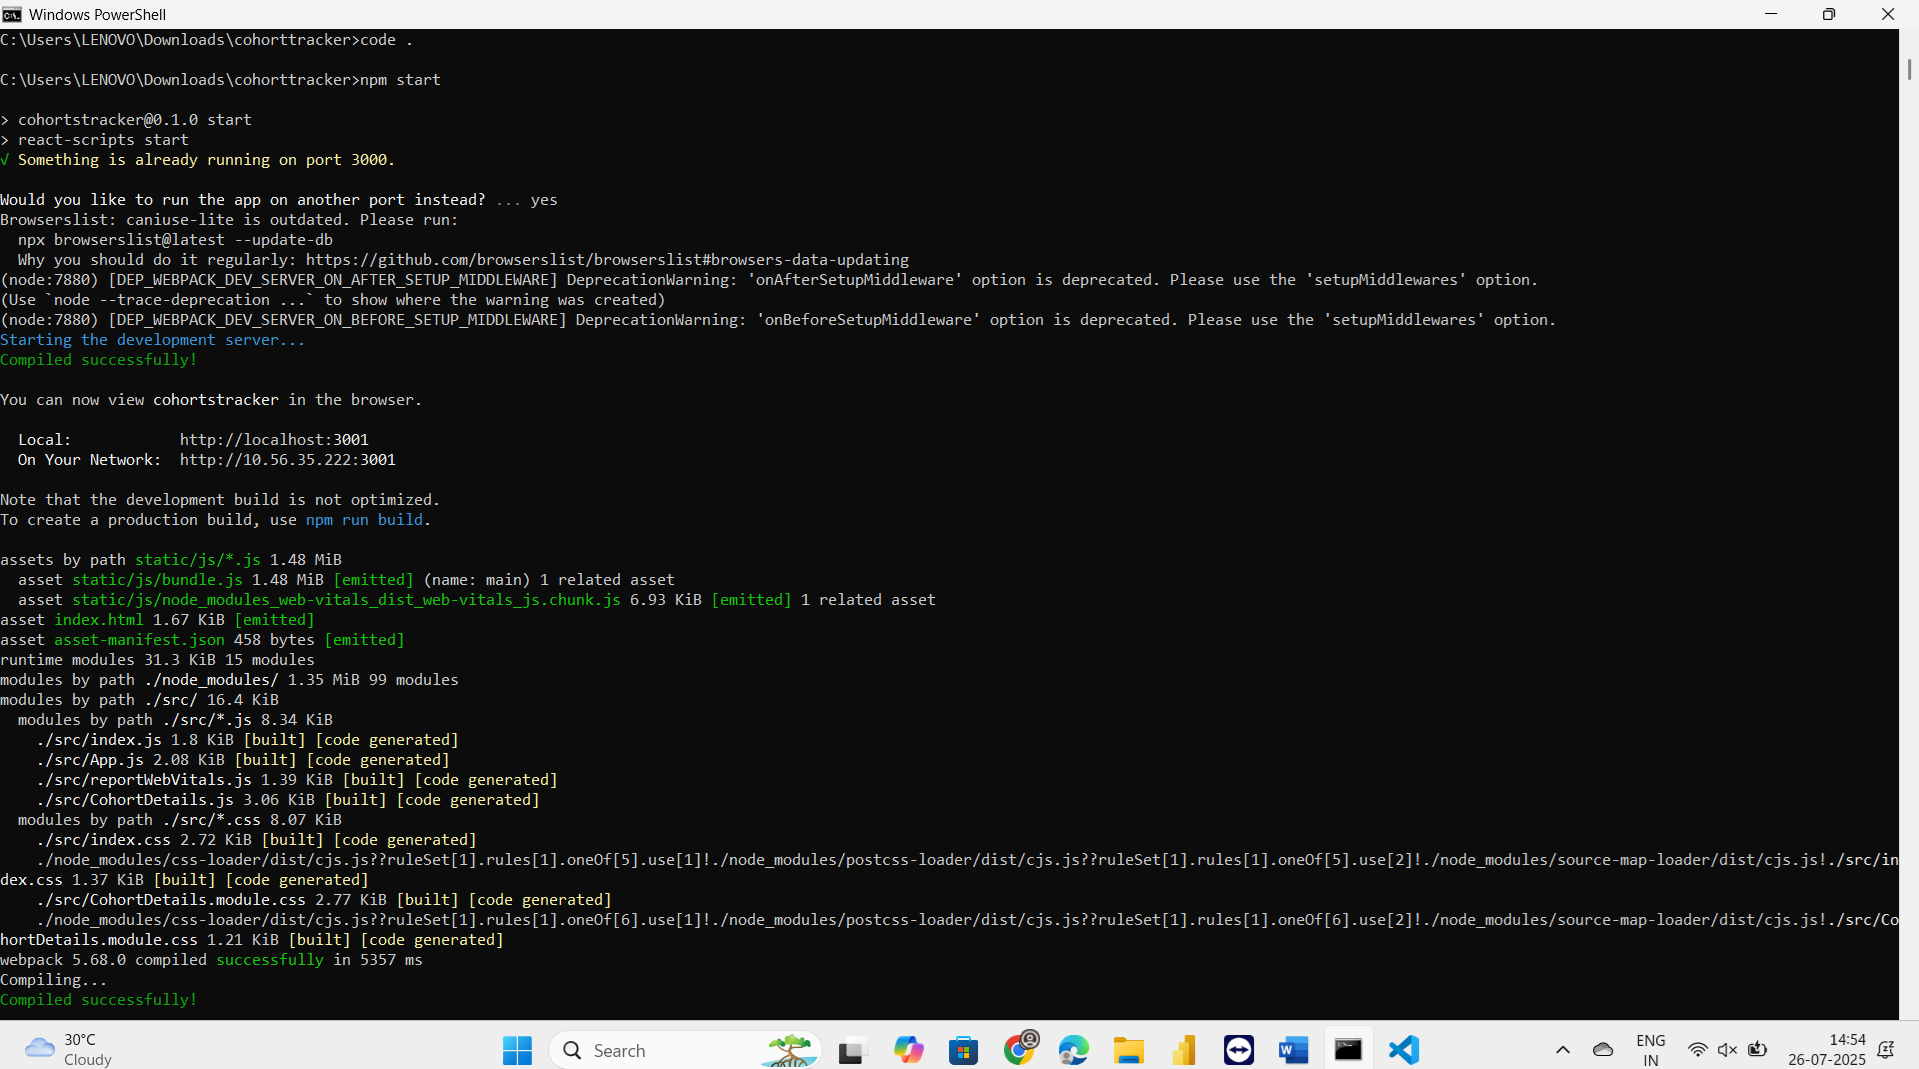 Windows PowerShell
C:\Users\LENOVO\Downloads\cohorttracker>code .
C:\Users\LENOVO\Downloads\cohorttracker>npm start
> cohortstracker@0.1.0 start
> react-scripts start
√ Something is already running on port 3000.
Would you like to run the app on another port instead? ... yes
Browserslist: caniuse-lite is outdated. Please run:
  npx browserslist@latest --update-db
  Why you should do it regularly: https://github.com/browserslist/browserslist#browsers-data-updating
(node:7880) [DEP_WEBPACK_DEV_SERVER_ON_AFTER_SETUP_MIDDLEWARE] DeprecationWarning: 'onAfterSetupMiddleware' option is deprecated. Please use the 'setupMiddlewares' option.
(Use `node --trace-deprecation ...` to show where the warning was created)
(node:7880) [DEP_WEBPACK_DEV_SERVER_ON_BEFORE_SETUP_MIDDLEWARE] DeprecationWarning: 'onBeforeSetupMiddleware' option is deprecated. Please use the 'setupMiddlewares' option.
Starting the development server...
Compiled successfully!
You can now view cohortstracker in the browser.
  Local:            http://localhost:3001
  On Your Network:  http://10.56.35.222:3001
Note that the development build is not optimized.
To create a production build, use npm run build.
assets by path static/js/*.js 1.48 MiB
  asset static/js/bundle.js 1.48 MiB [emitted] (name: main) 1 related asset
  asset static/js/node_modules_web-vitals_dist_web-vitals_js.chunk.js 6.93 KiB [emitted] 1 related asset
asset index.html 1.67 KiB [emitted]
asset asset-manifest.json 458 bytes [emitted]
runtime modules 31.3 KiB 15 modules
modules by path ./node_modules/ 1.35 MiB 99 modules
modules by path ./src/ 16.4 KiB
  modules by path ./src/*.js 8.34 KiB
    ./src/index.js 1.8 KiB [built] [code generated]
    ./src/App.js 2.08 KiB [built] [code generated]
    ./src/reportWebVitals.js 1.39 KiB [built] [code generated]
    ./src/CohortDetails.js 3.06 KiB [built] [code generated]
  modules by path ./src/*.css 8.07 KiB
    ./src/index.css 2.72 KiB [built] [code generated]
    ./node_modules/css-loader/dist/cjs.js??ruleSet[1].rules[1].oneOf[5].use[1]!./node_modules/postcss-loader/dist/cjs.js??ruleSet[1].rules[1].oneOf[5].use[2]!./node_modules/source-map-loader/dist/cjs.js!./src/in
dex.css 1.37 KiB [built] [code generated]
    ./src/CohortDetails.module.css 2.77 KiB [built] [code generated]
    ./node_modules/css-loader/dist/cjs.js??ruleSet[1].rules[1].oneOf[6].use[1]!./node_modules/postcss-loader/dist/cjs.js??ruleSet[1].rules[1].oneOf[6].use[2]!./node_modules/source-map-loader/dist/cjs.js!./src/Co
hortDetails.module.css 1.21 KiB [built] [code generated]
webpack 5.68.0 compiled successfully in 5357 ms
Compiling...
Compiled successfully!
30°C
Cloudy
Search
ENG
IN
14:54
26-07-2025